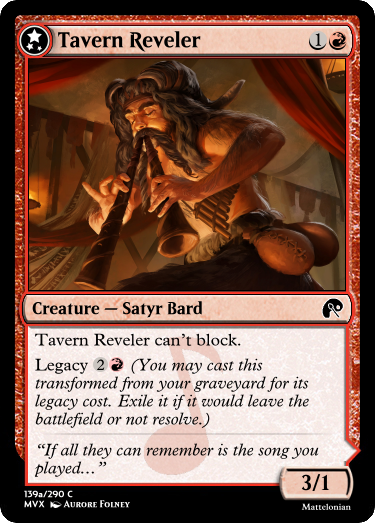 Tavern Reveler 1
Creature — Satyr Bard
Tavern Reveler can't block.
Legacy 2 (You may cast this
transformed from your graveyard for its
legacy cost. Exile it if it would leave the
battlefield or not resolve.)
“If all they can remember is the song you
played…”
3/1
139a/290 C
MVX Aurore Folney
Mattelonian